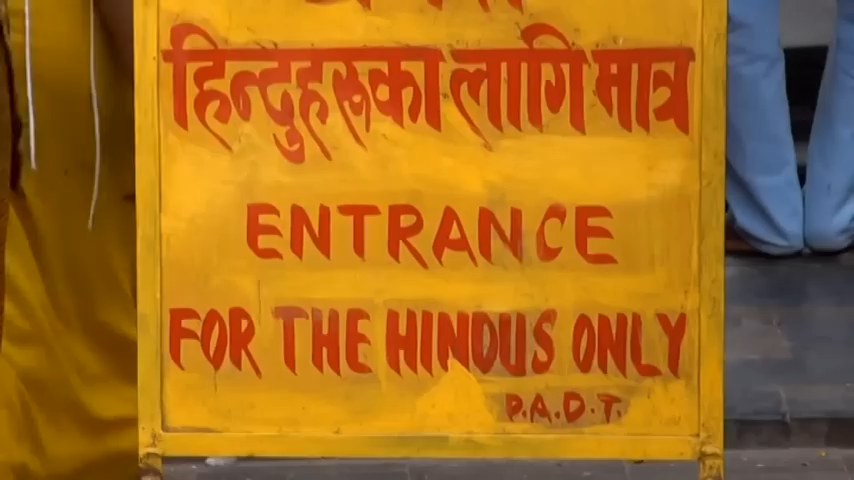 हिन्दुहरूका लागि मात्र
ENTRANCE
FOR THE HINDUS ONLY
P.A.D.T.